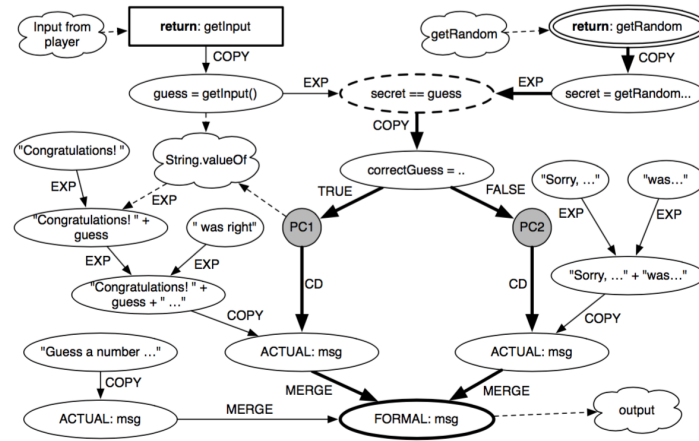 Input from
player
return: getInput
getRandom
return: getRandom
COPY
COPY
guess = getInput()
EXP
secret == guess
EXP
secret = getRandom...
COPY
"Congratulations! "
String.valueOf
correctGuess = ..
"Sorry, ..."
"was..."
EXP
EXP
TRUE
FALSE
EXP
EXP
"Congratulations! " +
guess
" was right"
PC1
PC2
EXP
EXP
"Sorry, ..." + "was..."
"Congratulations! " +
guess + " ..."
CD
CD
COPY
COPY
"Guess a number ..."
ACTUAL: msg
ACTUAL: msg
COPY
MERGE
MERGE
ACTUAL: msg
MERGE
FORMAL: msg
output